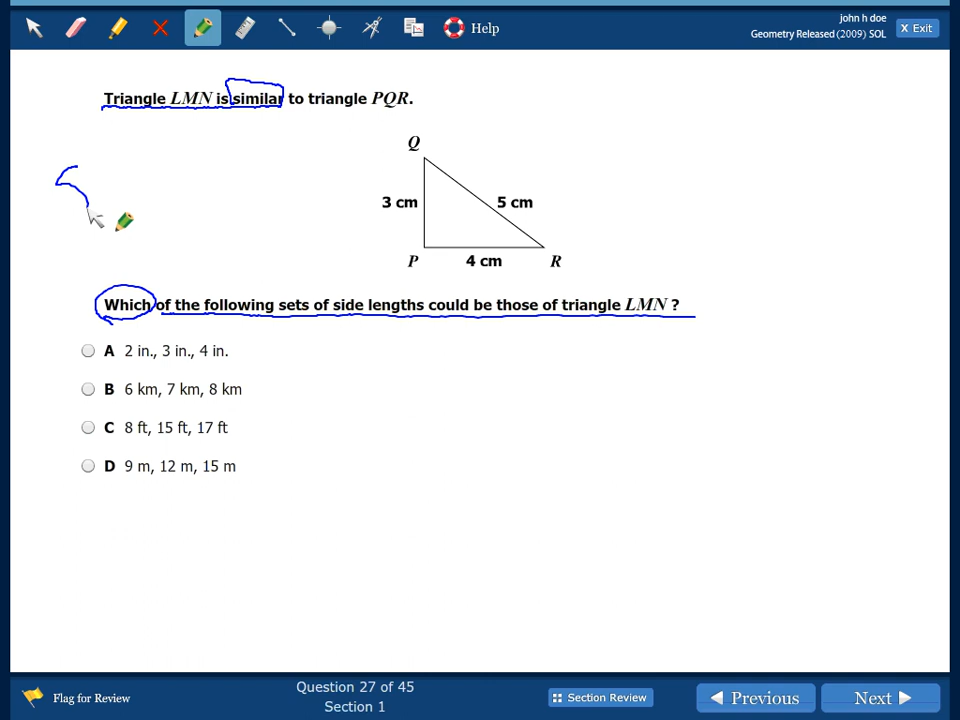 john h doe
Help
Geometry Released (2009) SOL
X Exit
Triangle LMN is similar to triangle PQR.
Q
3 cm
5 cm
P
4 cm
R
Which of the following sets of side lengths could be those of triangle LMN ?
A 2 in., 3 in., 4 in.
B 6 km, 7 km, 8 km
C 8 ft, 15 ft, 17 ft
D 9 m, 12 m, 15 m
Flag for Review
Question 27 of 45
Section 1
Section Review
Previous
Next